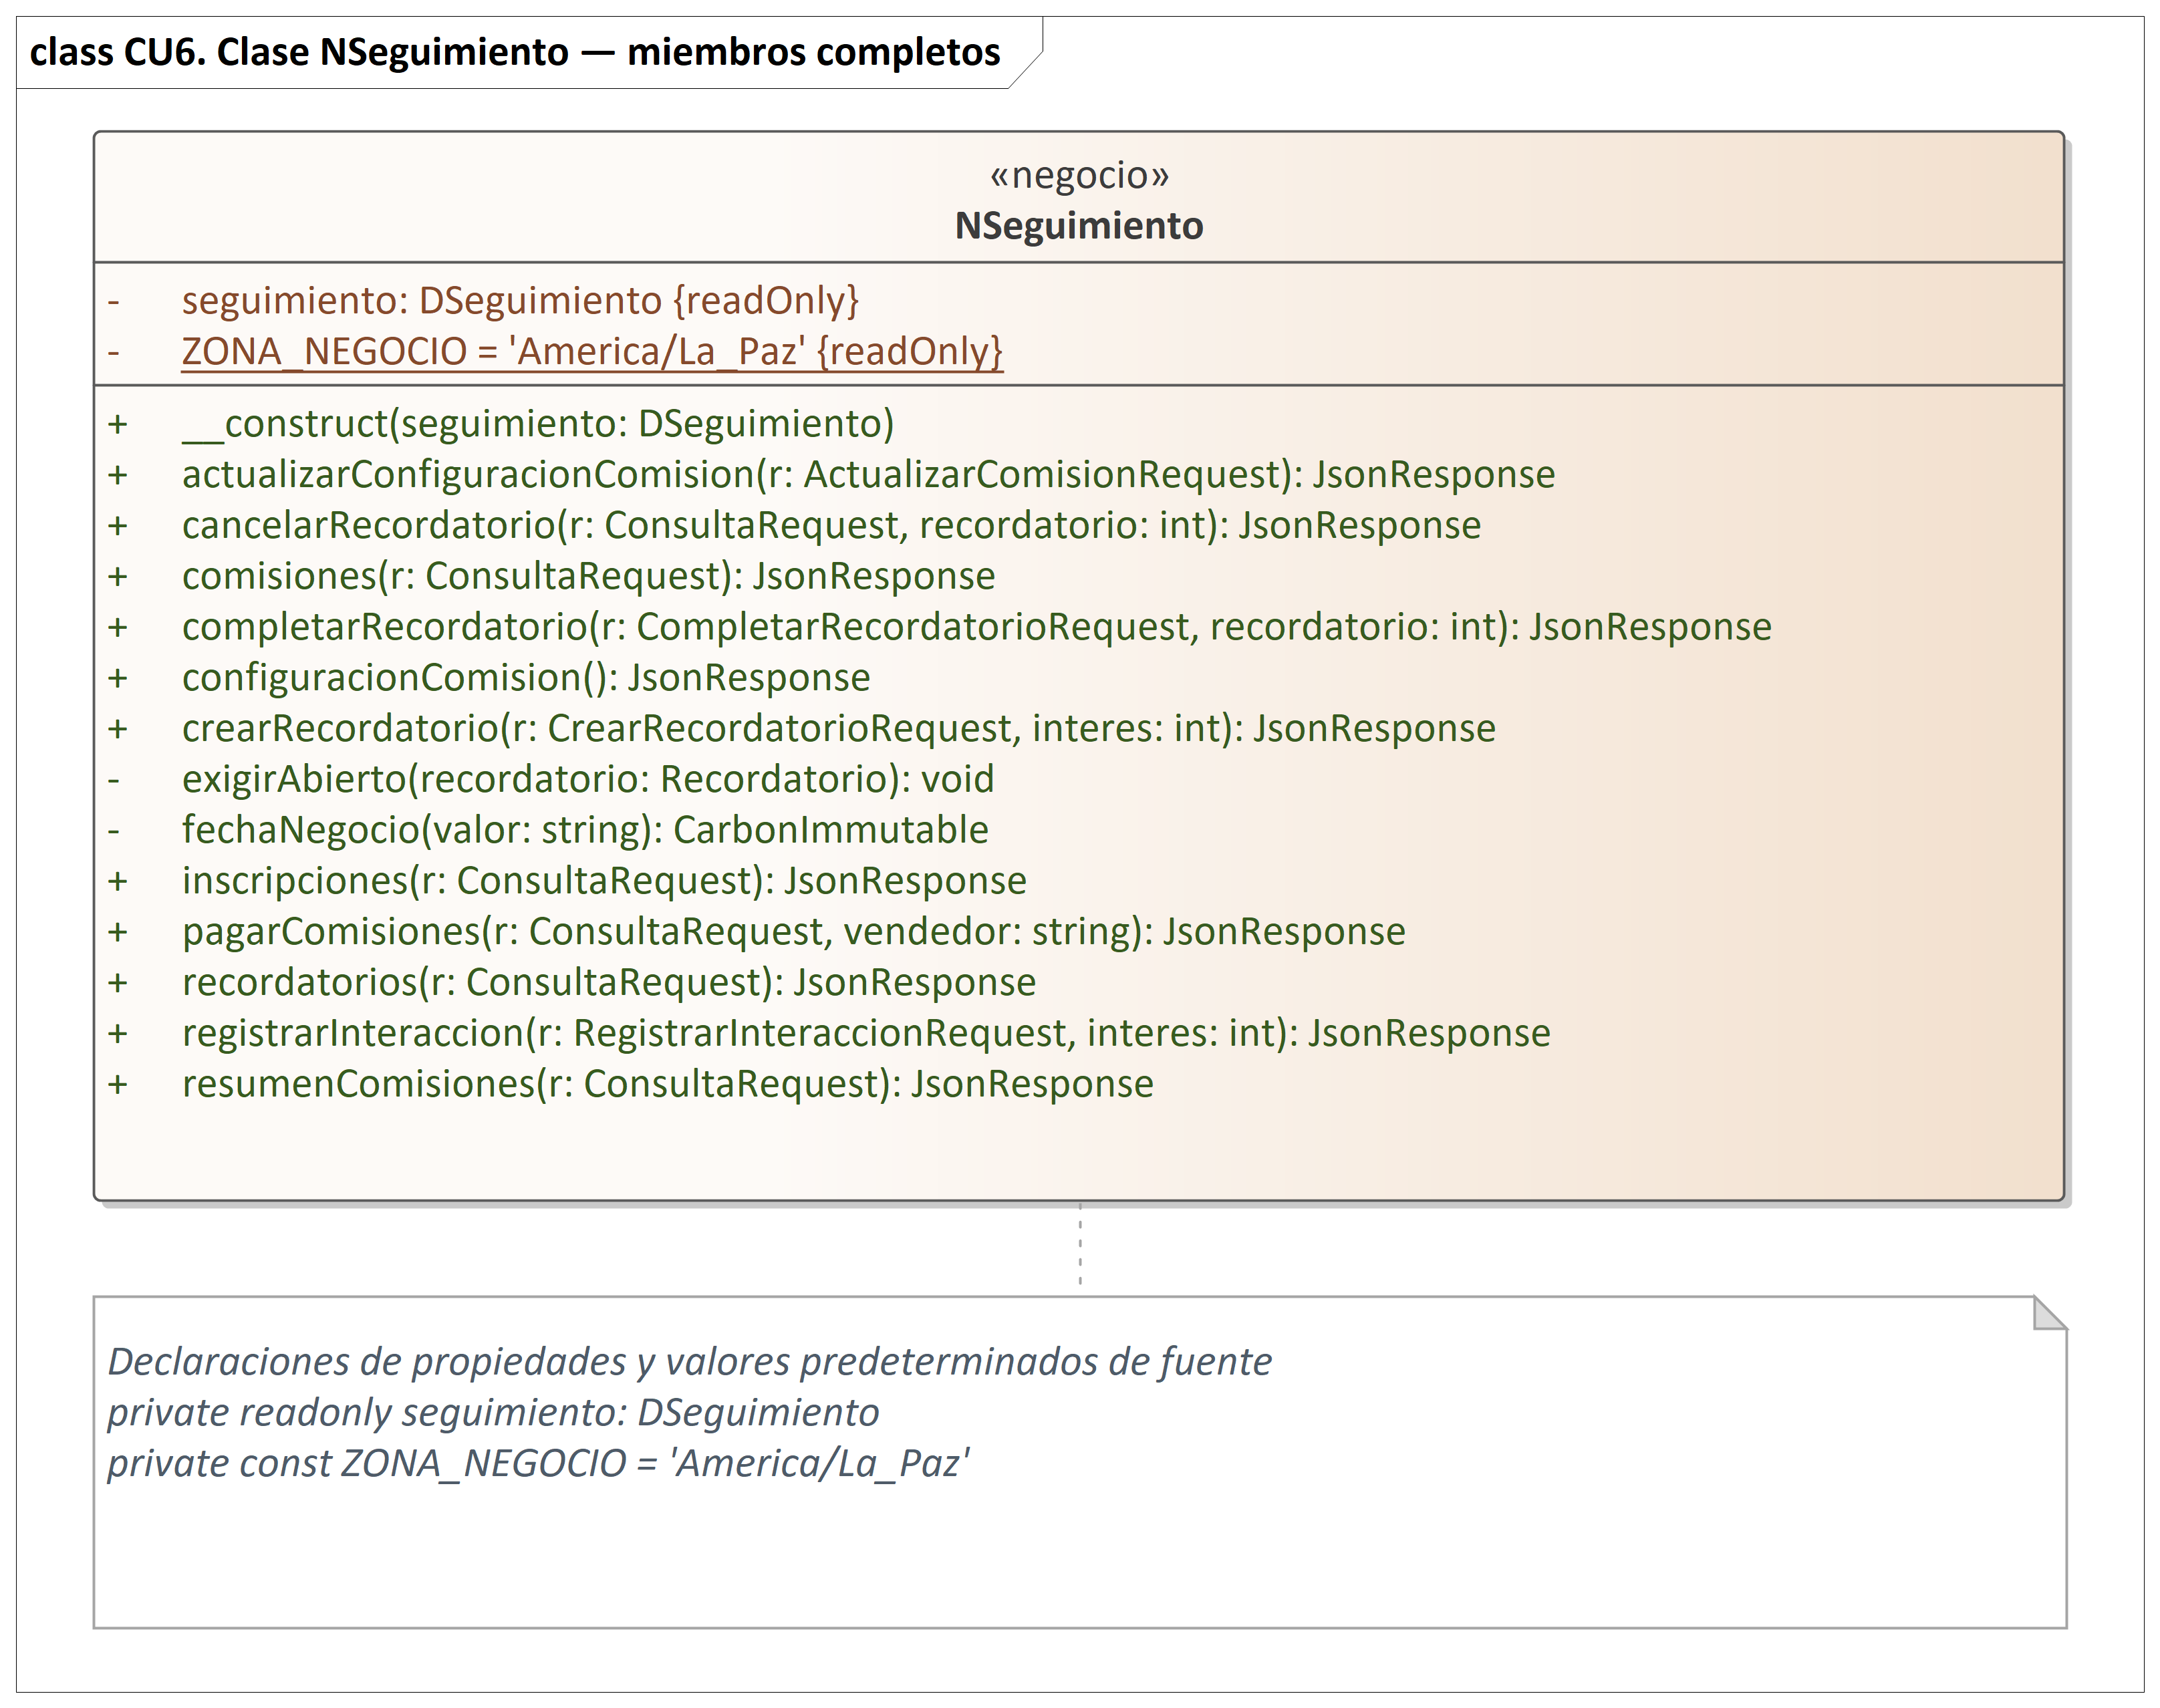 class CU6. Clase NSeguimiento — miembros completos
«negocio»
NSeguimiento
- seguimiento: DSeguimiento {readOnly}
- ZONA_NEGOCIO = 'America/La_Paz' {readOnly}
+ __construct(seguimiento: DSeguimiento)
+ actualizarConfiguracionComision(r: ActualizarComisionRequest): JsonResponse
+ cancelarRecordatorio(r: ConsultaRequest, recordatorio: int): JsonResponse
+ comisiones(r: ConsultaRequest): JsonResponse
+ completarRecordatorio(r: CompletarRecordatorioRequest, recordatorio: int): JsonResponse
+ configuracionComision(): JsonResponse
+ crearRecordatorio(r: CrearRecordatorioRequest, interes: int): JsonResponse
- exigirAbierto(recordatorio: Recordatorio): void
- fechaNegocio(valor: string): CarbonImmutable
+ inscripciones(r: ConsultaRequest): JsonResponse
+ pagarComisiones(r: ConsultaRequest, vendedor: string): JsonResponse
+ recordatorios(r: ConsultaRequest): JsonResponse
+ registrarInteraccion(r: RegistrarInteraccionRequest, interes: int): JsonResponse
+ resumenComisiones(r: ConsultaRequest): JsonResponse
Declaraciones de propiedades y valores predeterminados de fuente
private readonly seguimiento: DSeguimiento
private const ZONA_NEGOCIO = 'America/La_Paz'